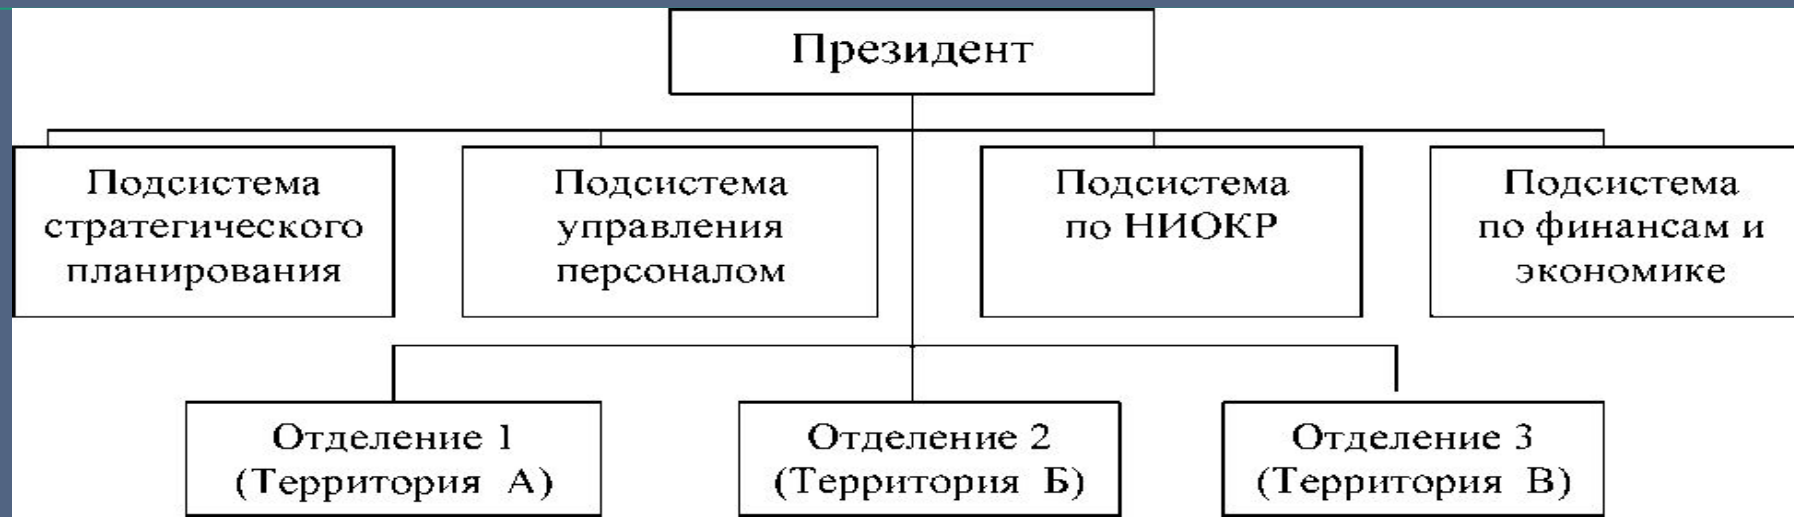 Президент
Подсистема
стратегического
планирования
Подсистема
управления
персоналом
Подсистема
по НИОКР
Подсистема
по финансам и
экономике
Отделение 1
(Территория А)
Отделение 2
(Территория Б)
Отделение 3
(Территория В)